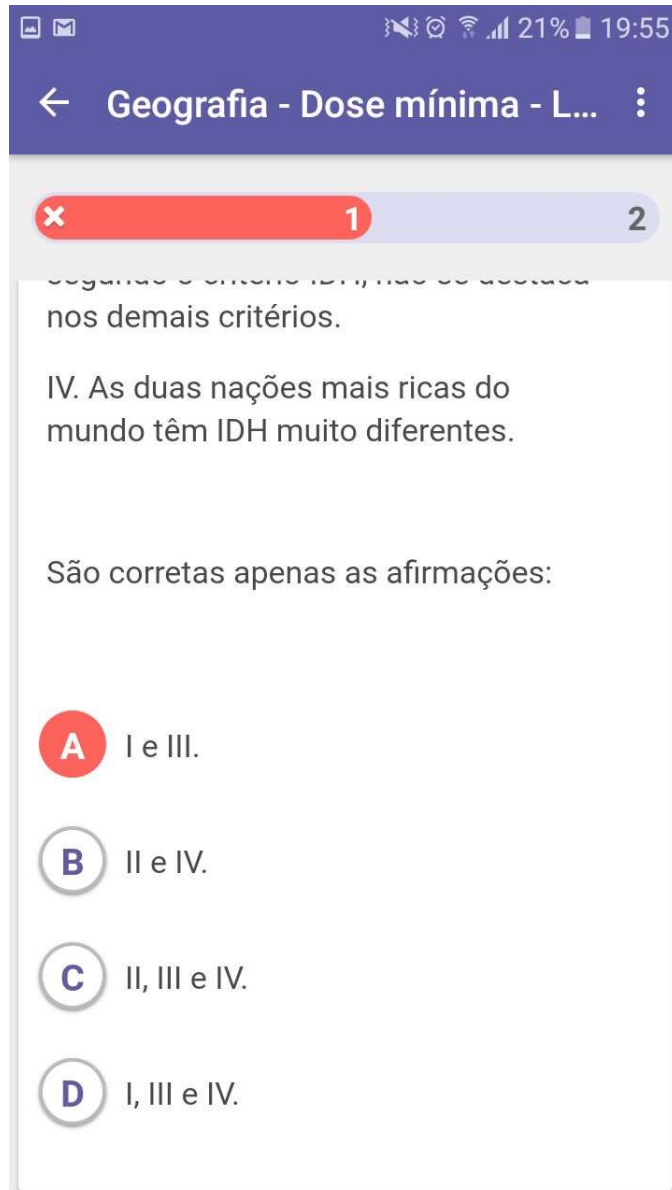 21% 19:55
Geografia - Dose mínima - L...
1 2
nos demais critérios.
IV. As duas nações mais ricas do
mundo têm IDH muito diferentes.
São corretas apenas as afirmações:
A I e III.
B II e IV.
C II, III e IV.
D I, III e IV.